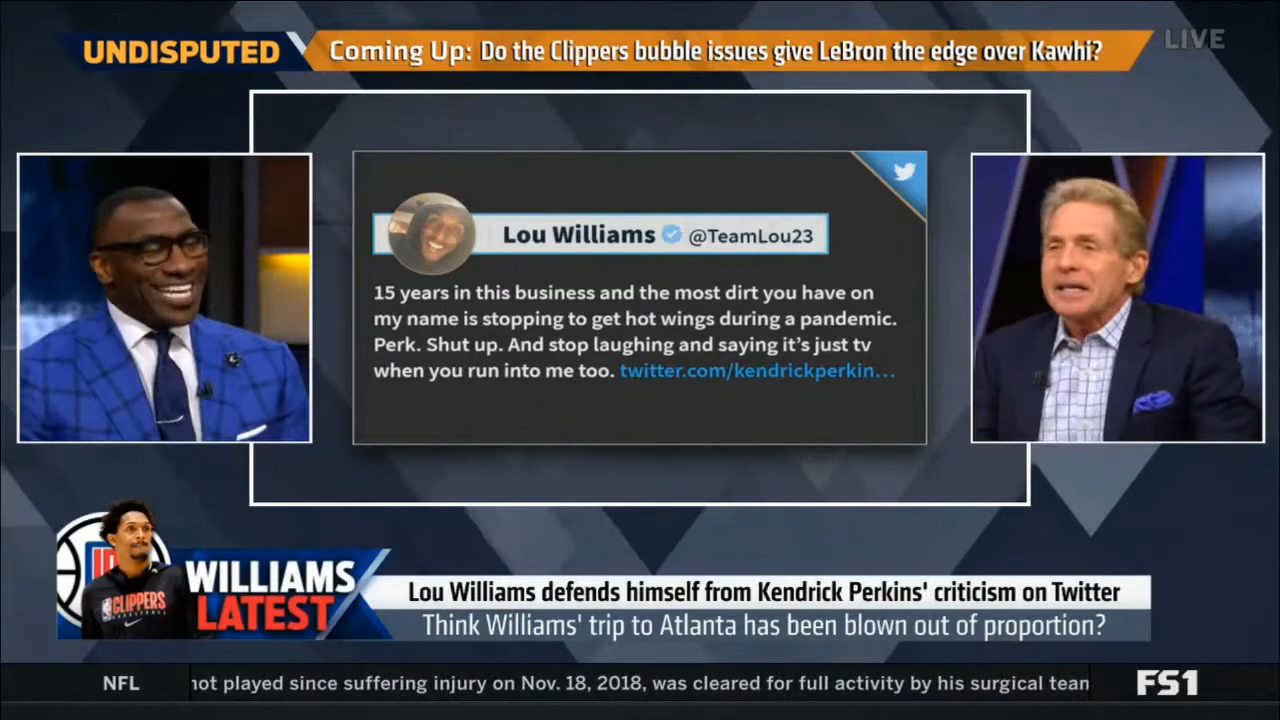 UNDISPUTED
Coming Up: Do the Clippers bubble issues give LeBron the edge over Kawhi?
LIVE
Lou Williams @TeamLou23
15 years in this business and the most dirt you have on
my name is stopping to get hot wings during a pandemic.
Perk. Shut up. And stop laughing and saying it's just tv
when you run into me too. twitter.com/kendrickperkin...
CLIPPERS
WILLIAMS
LATEST
Lou Williams defends himself from Kendrick Perkins' criticism on Twitter
Think Williams' trip to Atlanta has been blown out of proportion?
NFL
not played since suffering injury on Nov. 18, 2018, was cleared for full activity by his surgical team
FS1